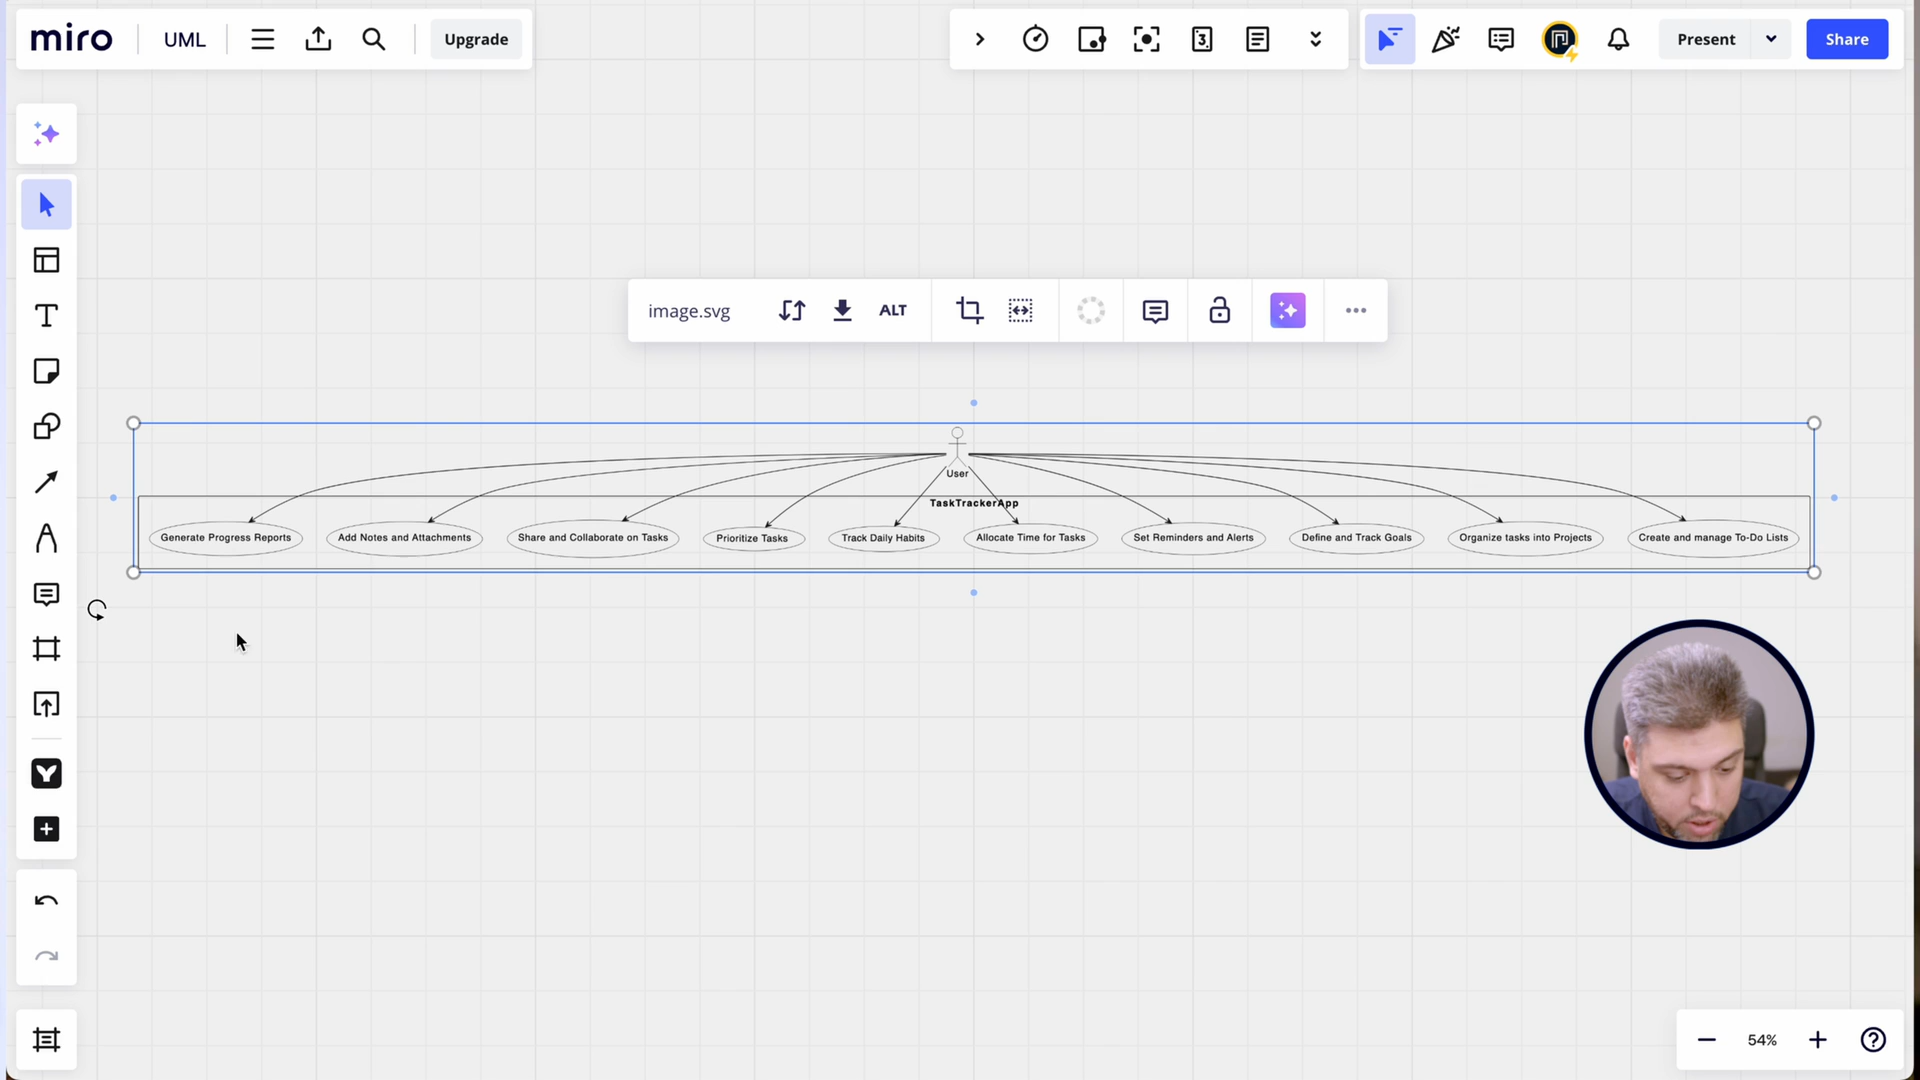 miro
UML
Upgrade
3
Present
Share
image.svg
ALT
User
TaskTrackerApp
Generate Progress Reports
Add Notes and Attachments
Share and Collaborate on Tasks
Prioritize Tasks
Track Daily Habits
Allocate Time for Tasks
Set Reminders and Alerts
Define and Track Goals
Organize tasks into Projects
Create and manage To-Do Lists
54%